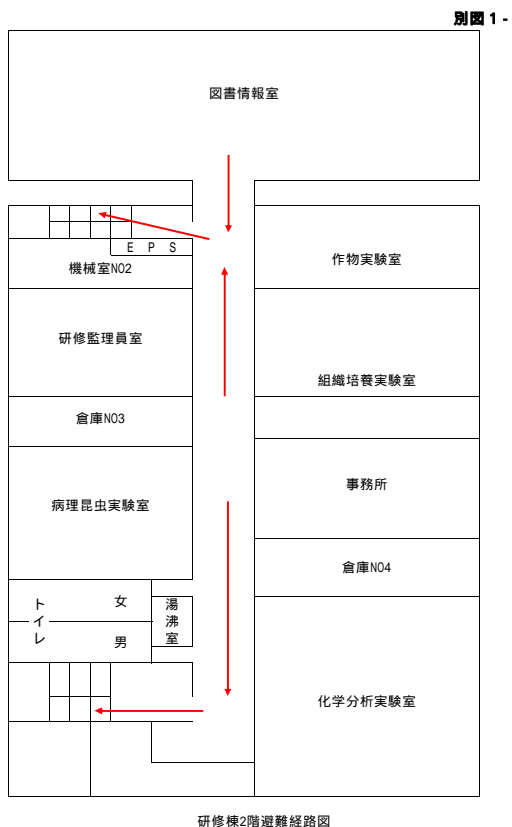 別図１-
図書情報室
ＥＰＳ
作物実験室
機械室NO2
研修監理員室
組織培養実験室
倉庫NO3
事務所
病理昆虫実験室
倉庫NO4
トイレ
女
男
湯沸室
化学分析実験室
研修棟2階避難経路図